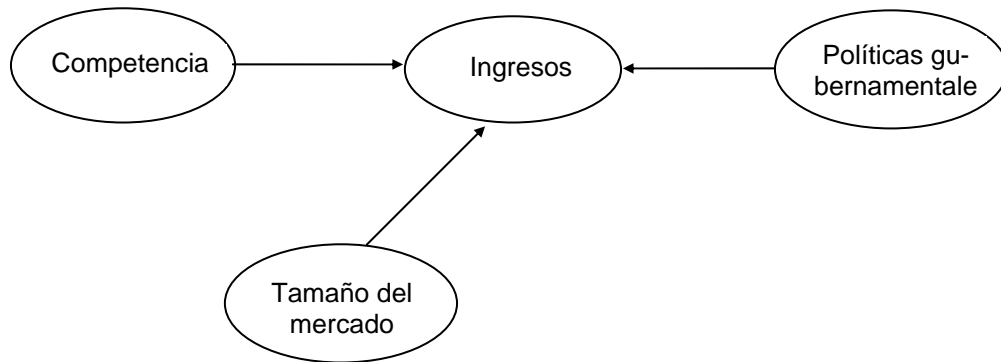 Competencia
Ingresos
Políticas gu-
bernamentale
Tamaño del
mercado